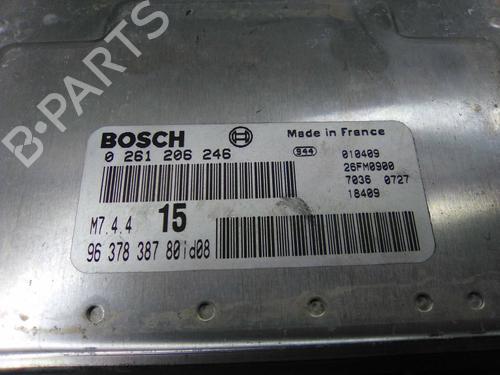 BOSCH
Made in France
0 261 206 246
944
010409
26FM0900
7036 0727
18409
M7.4.4
15
96 378 387 80id08
B-PARTS